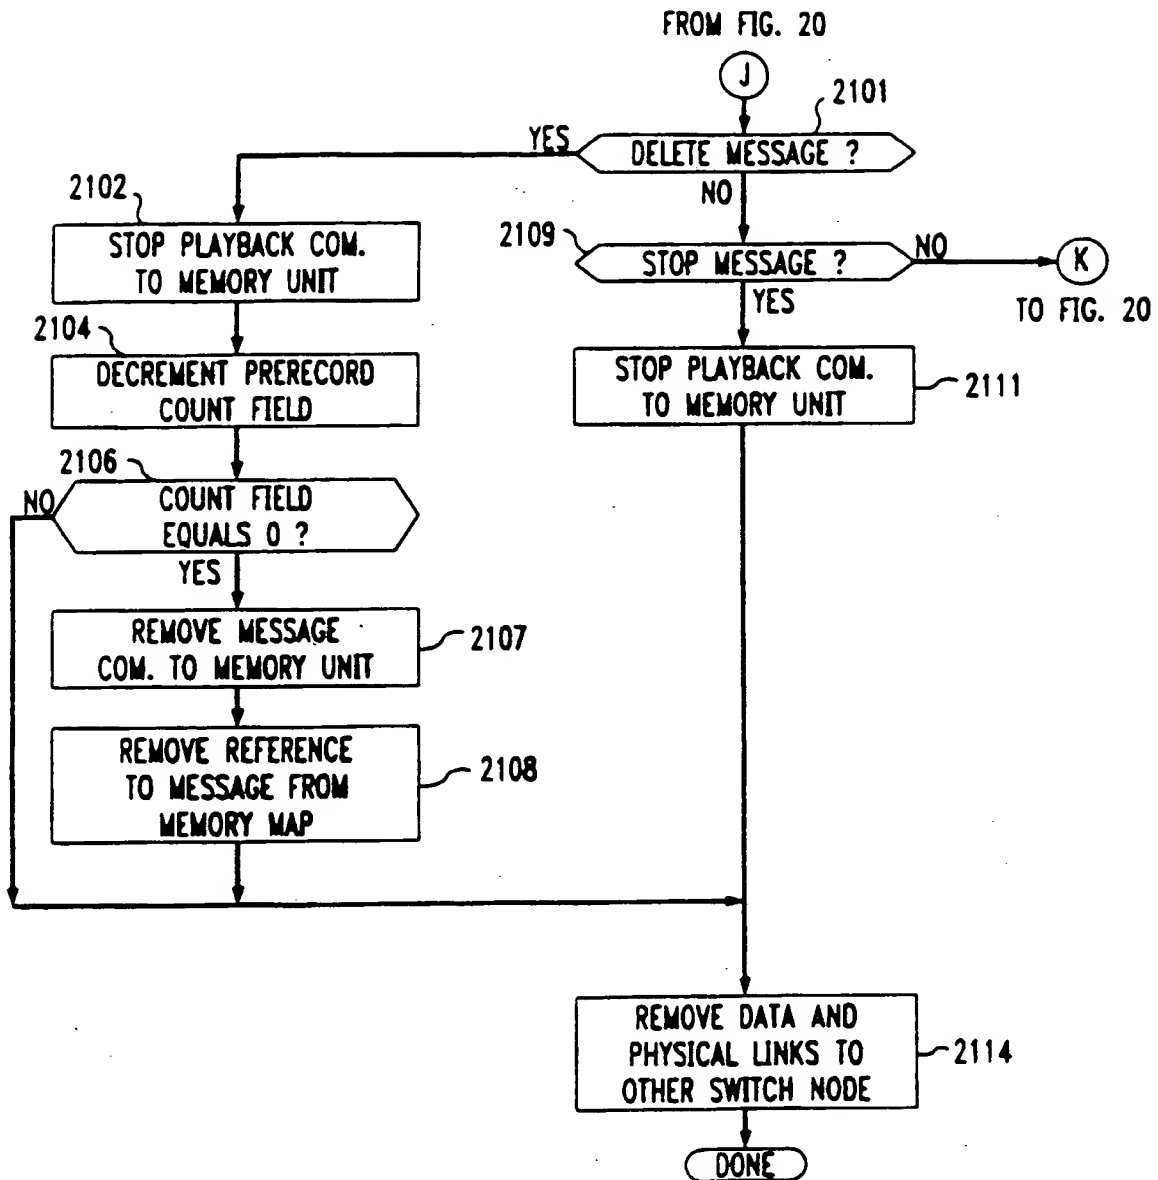 FROM FIG. 20
J
2101
YES
DELETE MESSAGE ?
NO
2102
STOP PLAYBACK COM.
TO MEMORY UNIT
2109
STOP MESSAGE ?
NO
K
YES
TO FIG. 20
2104
DECREMENT PRERECORD
COUNT FIELD
STOP PLAYBACK COM.
TO MEMORY UNIT
2111
2106
NO
COUNT FIELD
EQUALS 0 ?
YES
REMOVE MESSAGE
COM. TO MEMORY UNIT
2107
REMOVE REFERENCE
TO MESSAGE FROM
MEMORY MAP
2108
REMOVE DATA AND
PHYSICAL LINKS TO
OTHER SWITCH NODE
2114
DONE